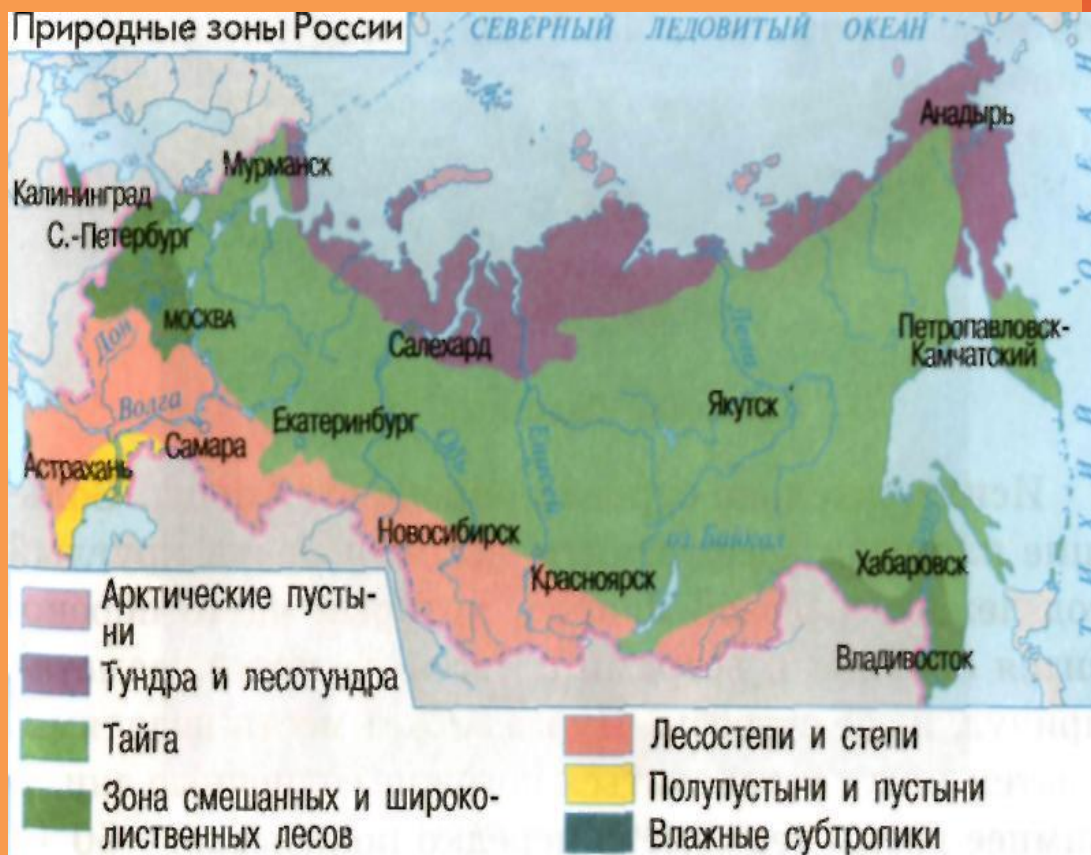 Природные зоны России
СЕВЕРНЫЙ ЛЕДОВИТЫЙ ОКЕАН
Анадырь
Мурманск
Калининград
С.-Петербург
МОСКВА
Дон
Салехард
Лена
Петропавловск-
Камчатский
Волга
Якутск
Екатеринбург
Самара
Обь
Енисей
Астрахань
Новосибирск
оз. Байкал
Хабаровск
Красноярск
Владивосток
Арктические пусты-
ни
Тундра и лесотундра
Тайга
Зона смешанных и широко-
лиственных лесов
Лесостепи и степи
Полупустыни и пустыни
Влажные субтропики